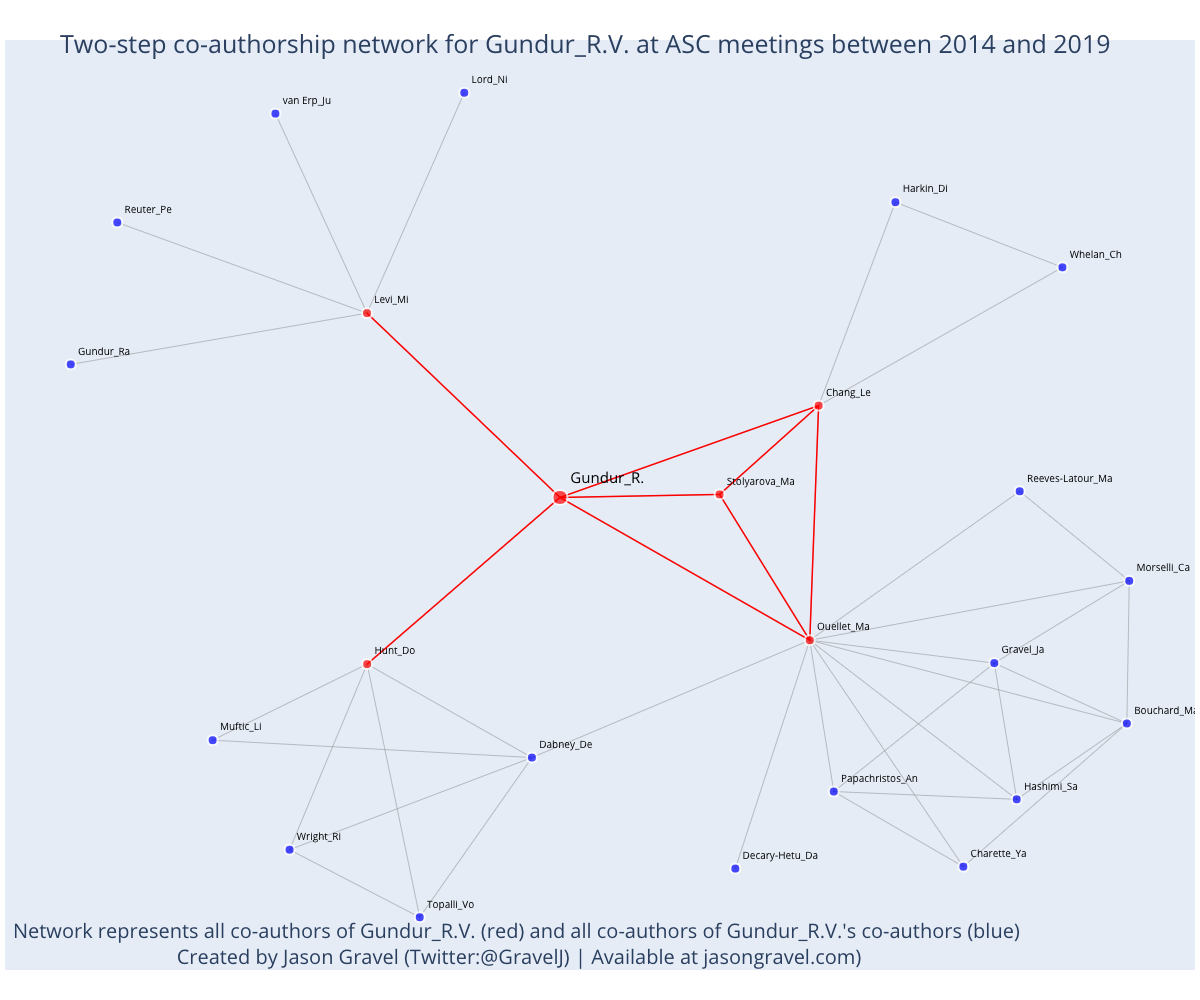 Two-step co-authorship network for Gundur_R.V. at ASC meetings between 2014 and 2019
Lord_Ni
van Erp_Ju
Harkin_Di
Reuter_Pe
Whelan_Ch
Levi_Mi
Gundur_Ra
Chang_Le
Gundur_R.
Stolyarova_Ma
Reeves-Latour_Ma
Morselli_Ca
Ouellet_Ma
Hunt_Do
Gravel_Ja
Bouchard_Ma
Muftic_Li
Dabney_De
Papachristos_An
Hashimi_Sa
Wright_Ri
Decary-Hetu_Da
Charette_Ya
Topalli_Vo
Network represents all co-authors of Gundur_R.V. (red) and all co-authors of Gundur_R.V.'s co-authors (blue)
Created by Jason Gravel (Twitter:@GravelJ) | Available at jasongravel.com)